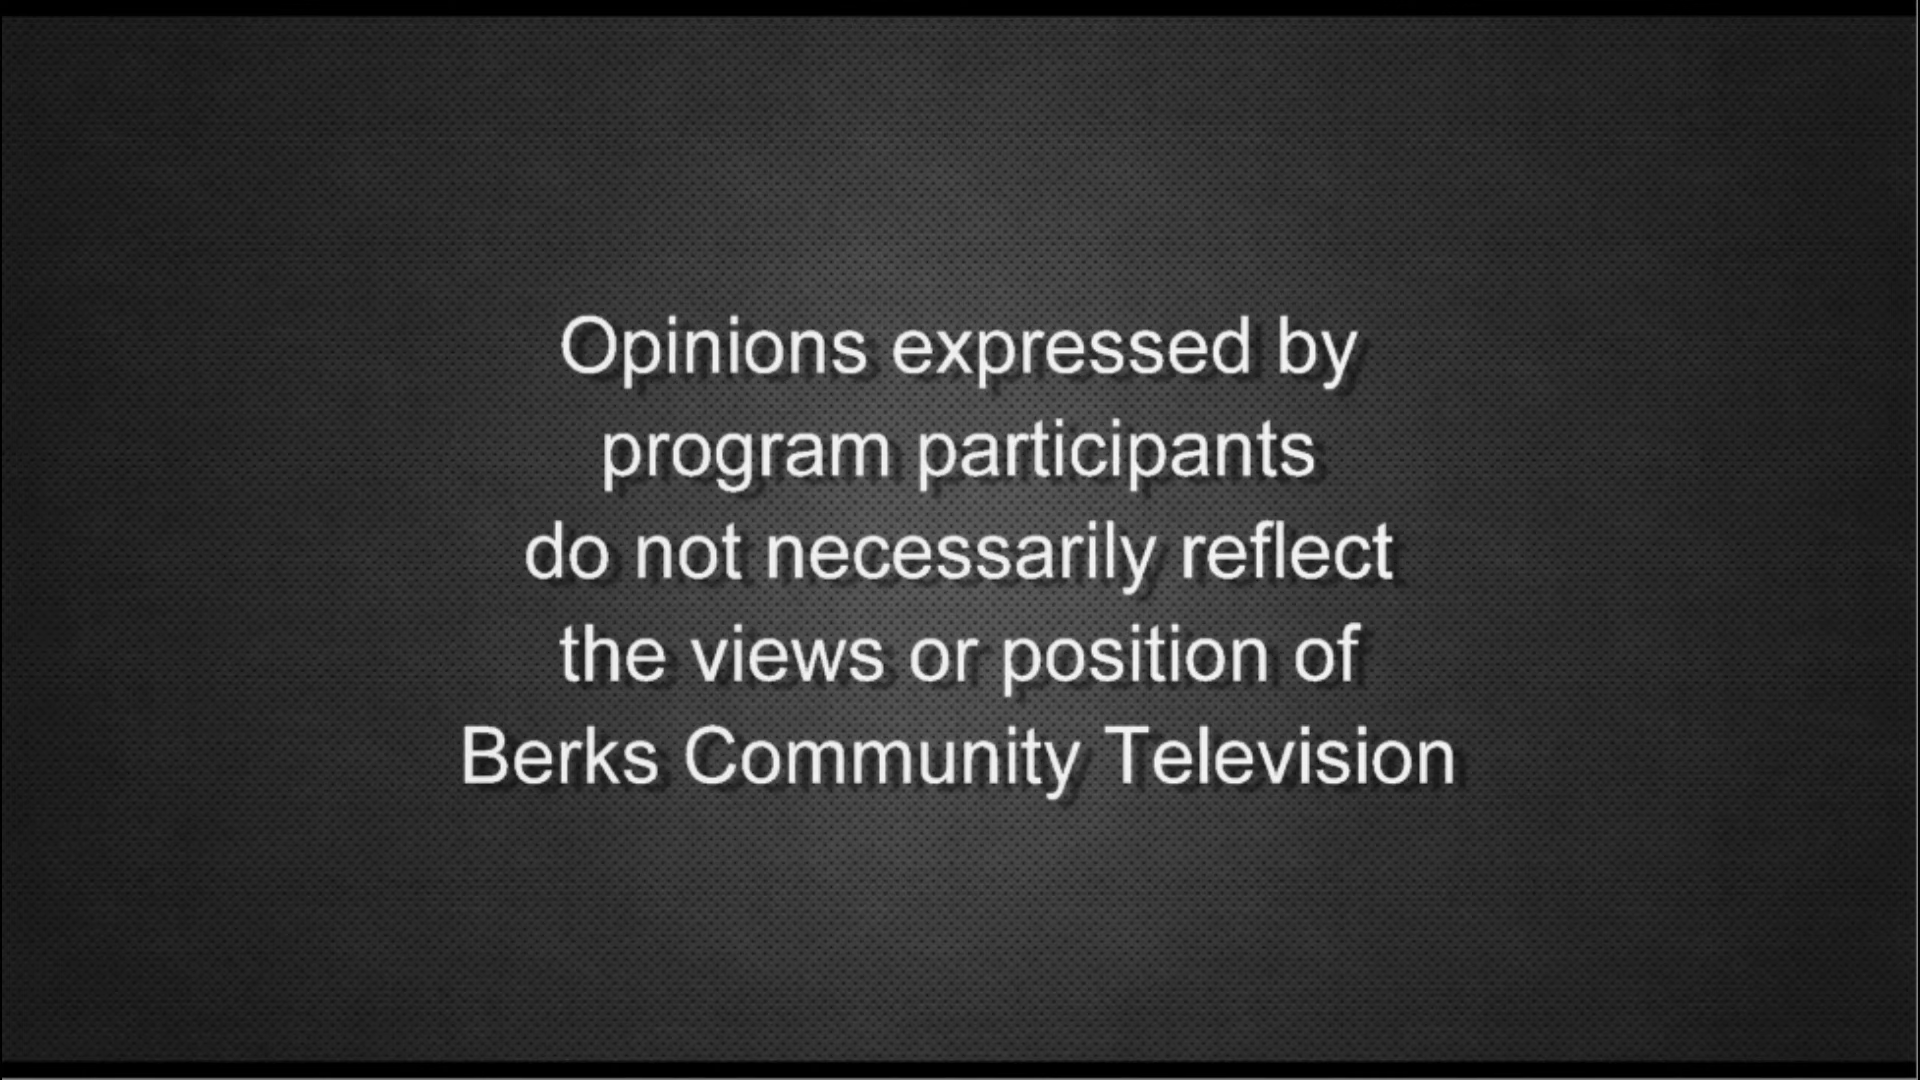 Opinions expressed by
program participants
do not necessarily reflect
the views or position of
Berks Community Television